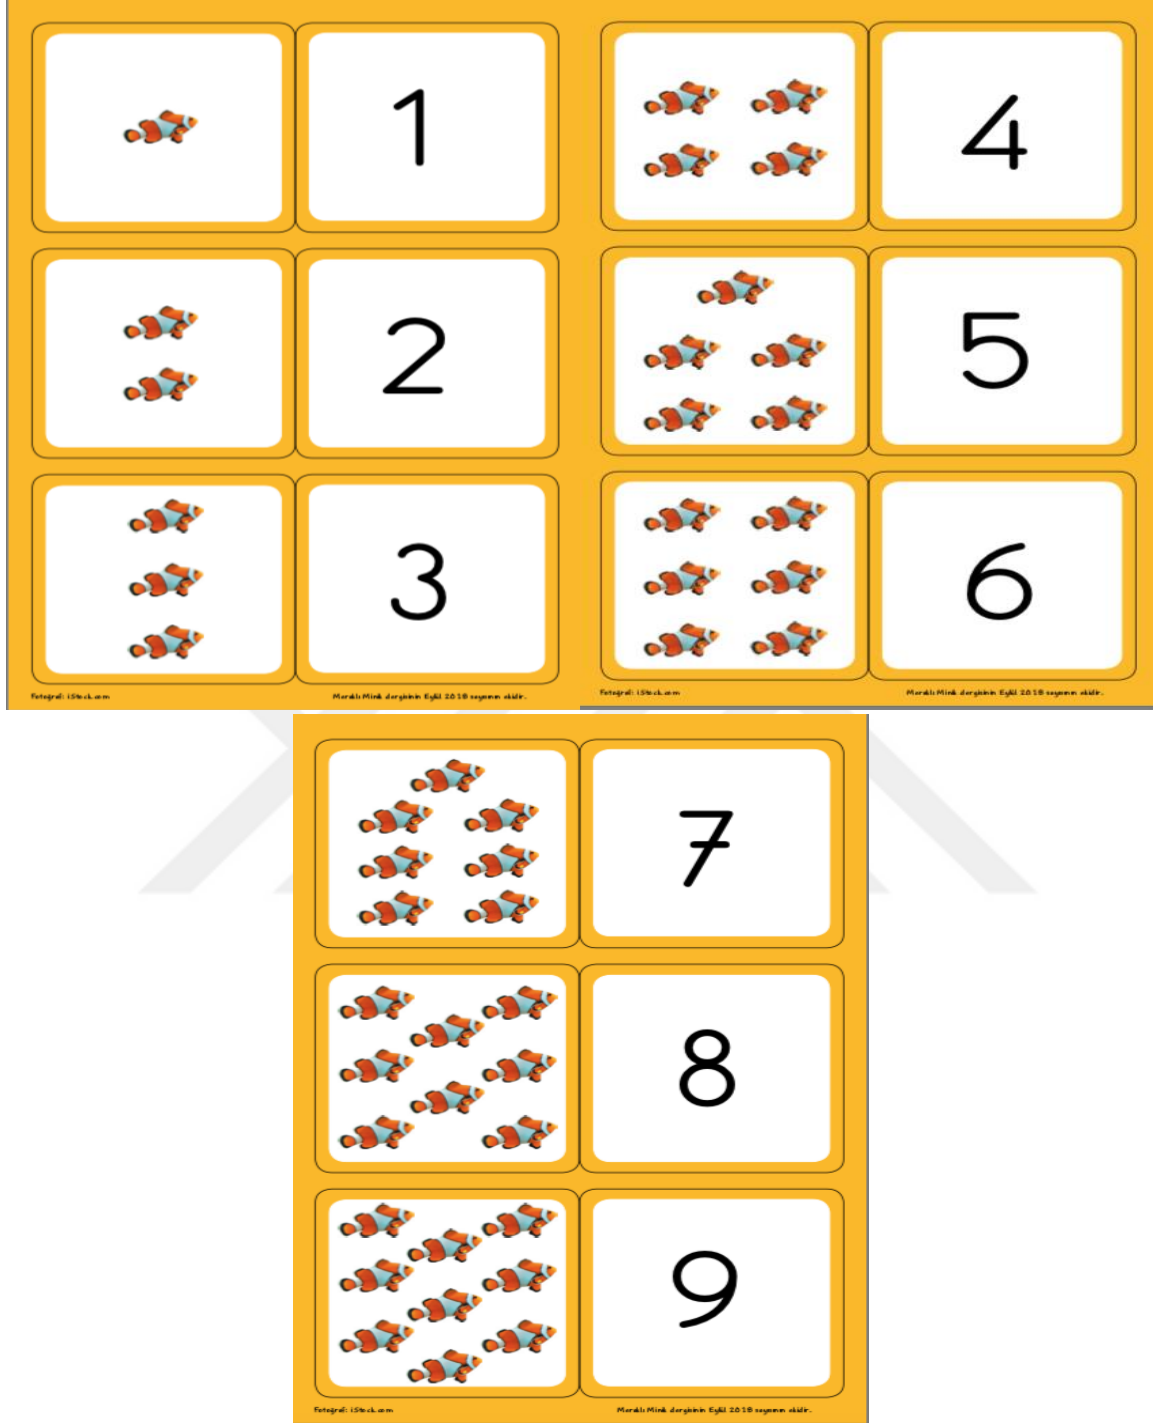 1
2
3
Fotoğraf: iStock.com
Meraklı Minik dergisinin Eylül 2018 sayısının ekidir.
4
5
6
Fotoğraf: iStock.com
Meraklı Minik dergisinin Eylül 2018 sayısının ekidir.
7
8
9
Fotoğraf: iStock.com
Meraklı Minik dergisinin Eylül 2018 sayısının ekidir.